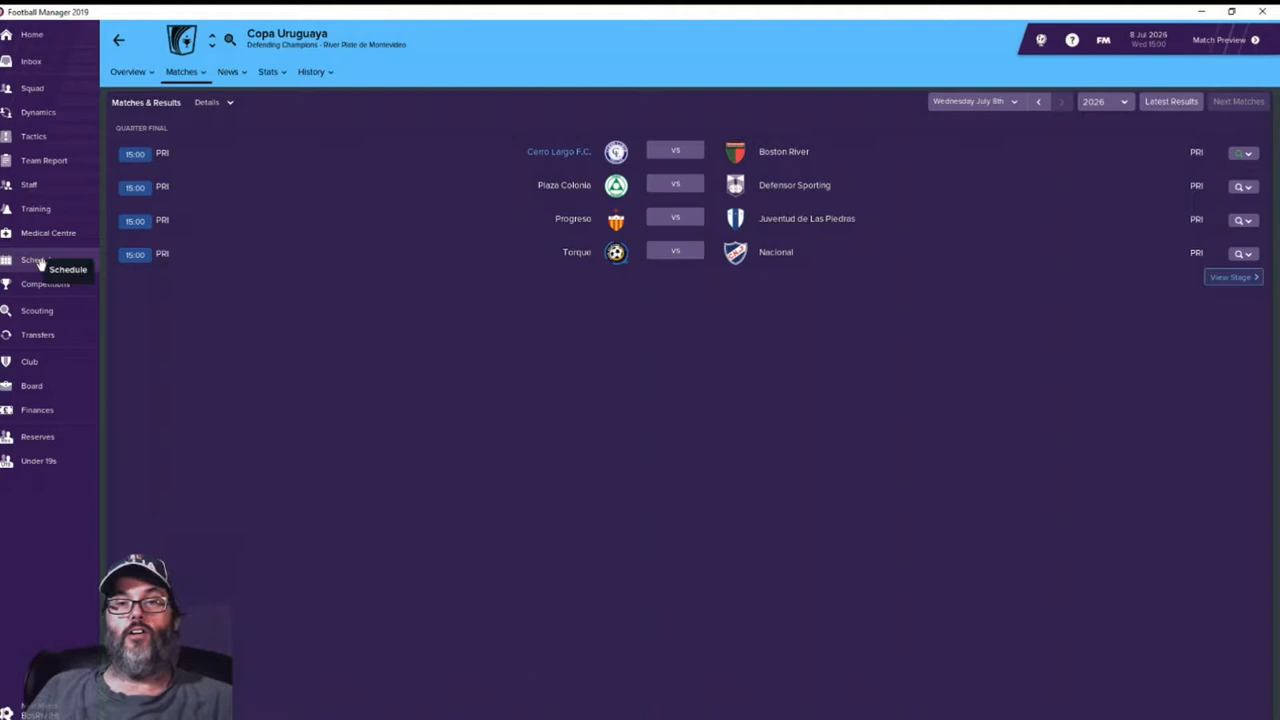 Football Manager 2019
Home
Inbox
Squad
Dynamics
Tactics
Team Report
Staff
Training
Medical Centre
Schedule
Competitions
Scouting
Transfers
Club
Board
Finances
Reserves
Under 19s
Copa Uruguaya
Defending Champions - River Plate de Montevideo
Overview Matches News Stats History
FM
8 Jul 2026
Wed 15:00
Match Preview
Matches & Results Details
Wednesday July 8th 2026 Latest Results Next Matches
QUARTER FINAL
15:00 PRI Cerro Largo F.C. vs Boston River PRI
15:00 PRI Plaza Colonia vs Defensor Sporting PRI
15:00 PRI Progreso vs Juventud de Las Piedras PRI
15:00 PRI Torque vs Nacional PRI
View Stage